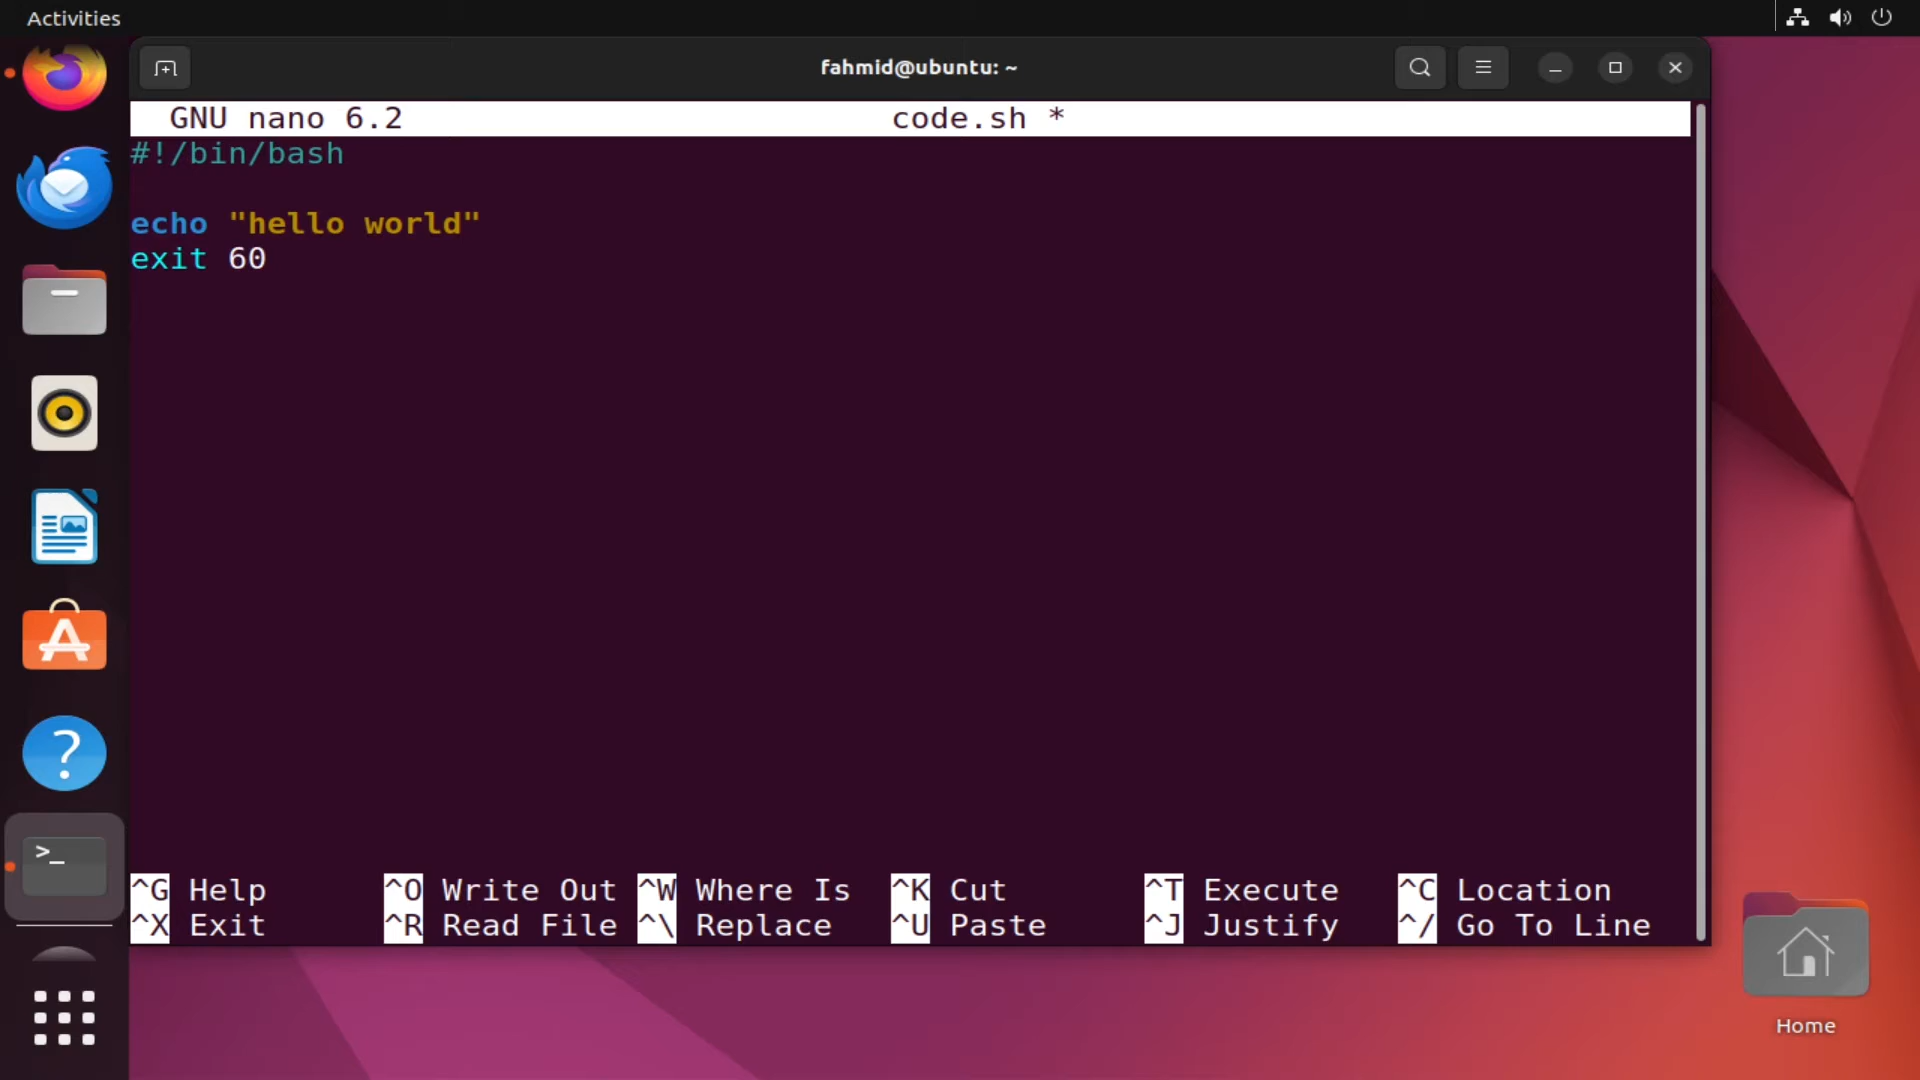 Activities
fahmid@ubuntu: ~
GNU nano 6.2 code.sh *
#!/bin/bash
echo "hello world"
exit 60
^G Help ^O Write Out ^W Where Is ^K Cut ^T Execute ^C Location
^X Exit ^R Read File ^\ Replace ^U Paste ^J Justify ^/ Go To Line
Home